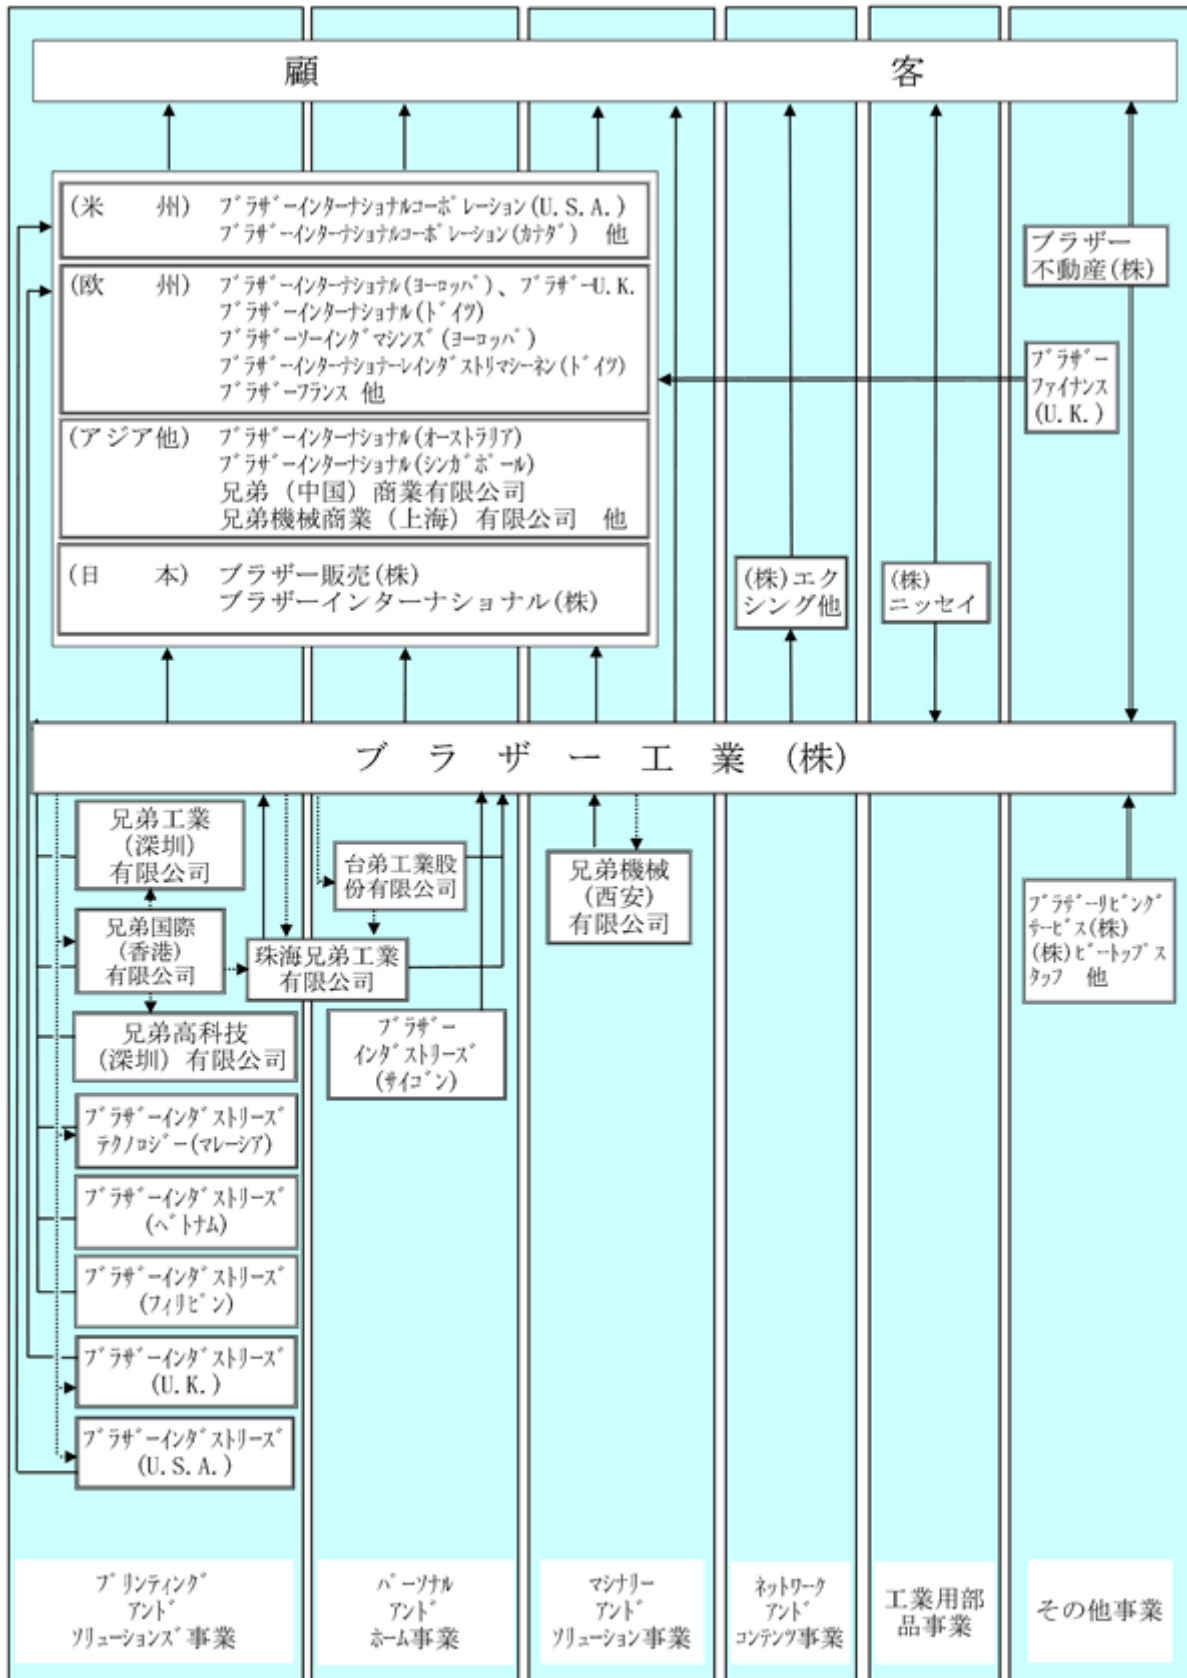 顧客
(米　州)　ブラザーインターナショナルコーポレーション(U.S.A.)
ブラザーインターナショナルコーポレーション(カナダ)　他
(欧　州)　ブラザーインターナショナル(ヨーロッパ)、ブラザーU.K.
ブラザーインターナショナル(ドイツ)
ブラザーソーイングマシンズ(ヨーロッパ)
ブラザーインターナショナーレインダストリマシーネン(ドイツ)
ブラザーフランス 他
(アジア他)　ブラザーインターナショナル(オーストラリア)
ブラザーインターナショナル(シンガポール)
兄弟（中国）商業有限公司
兄弟機械商業（上海）有限公司　他
(日　本)　ブラザー販売(株)
ブラザーインターナショナル(株)
ブラザー
不動産(株)
ブラザー
ファイナンス
(U.K.)
(株)エク
シング他
(株)
ニッセイ
ブラザー工業(株)
兄弟工業
(深圳)
有限公司
兄弟国際
(香港)
有限公司
兄弟高科技
(深圳) 有限公司
ブラザーインダストリーズ
テクノロジー(マレーシア)
ブラザーインダストリーズ
(ベトナム)
ブラザーインダストリーズ
(フィリピン)
ブラザーインダストリーズ
(U.K.)
ブラザーインダストリーズ
(U.S.A.)
台弟工業股
份有限公司
珠海兄弟工業
有限公司
ブラザー
インダストリーズ
(サイゴン)
兄弟機械
(西安)
有限公司
ブラザーリビング
サービス(株)
(株)ビートップス
タッフ　他
プリンティング
アンド
ソリューションズ事業
パーソナル
アンド
ホーム事業
マシナリー
アンド
ソリューション事業
ネットワーク
アンド
コンテンツ事業
工業用部
品事業
その他事業